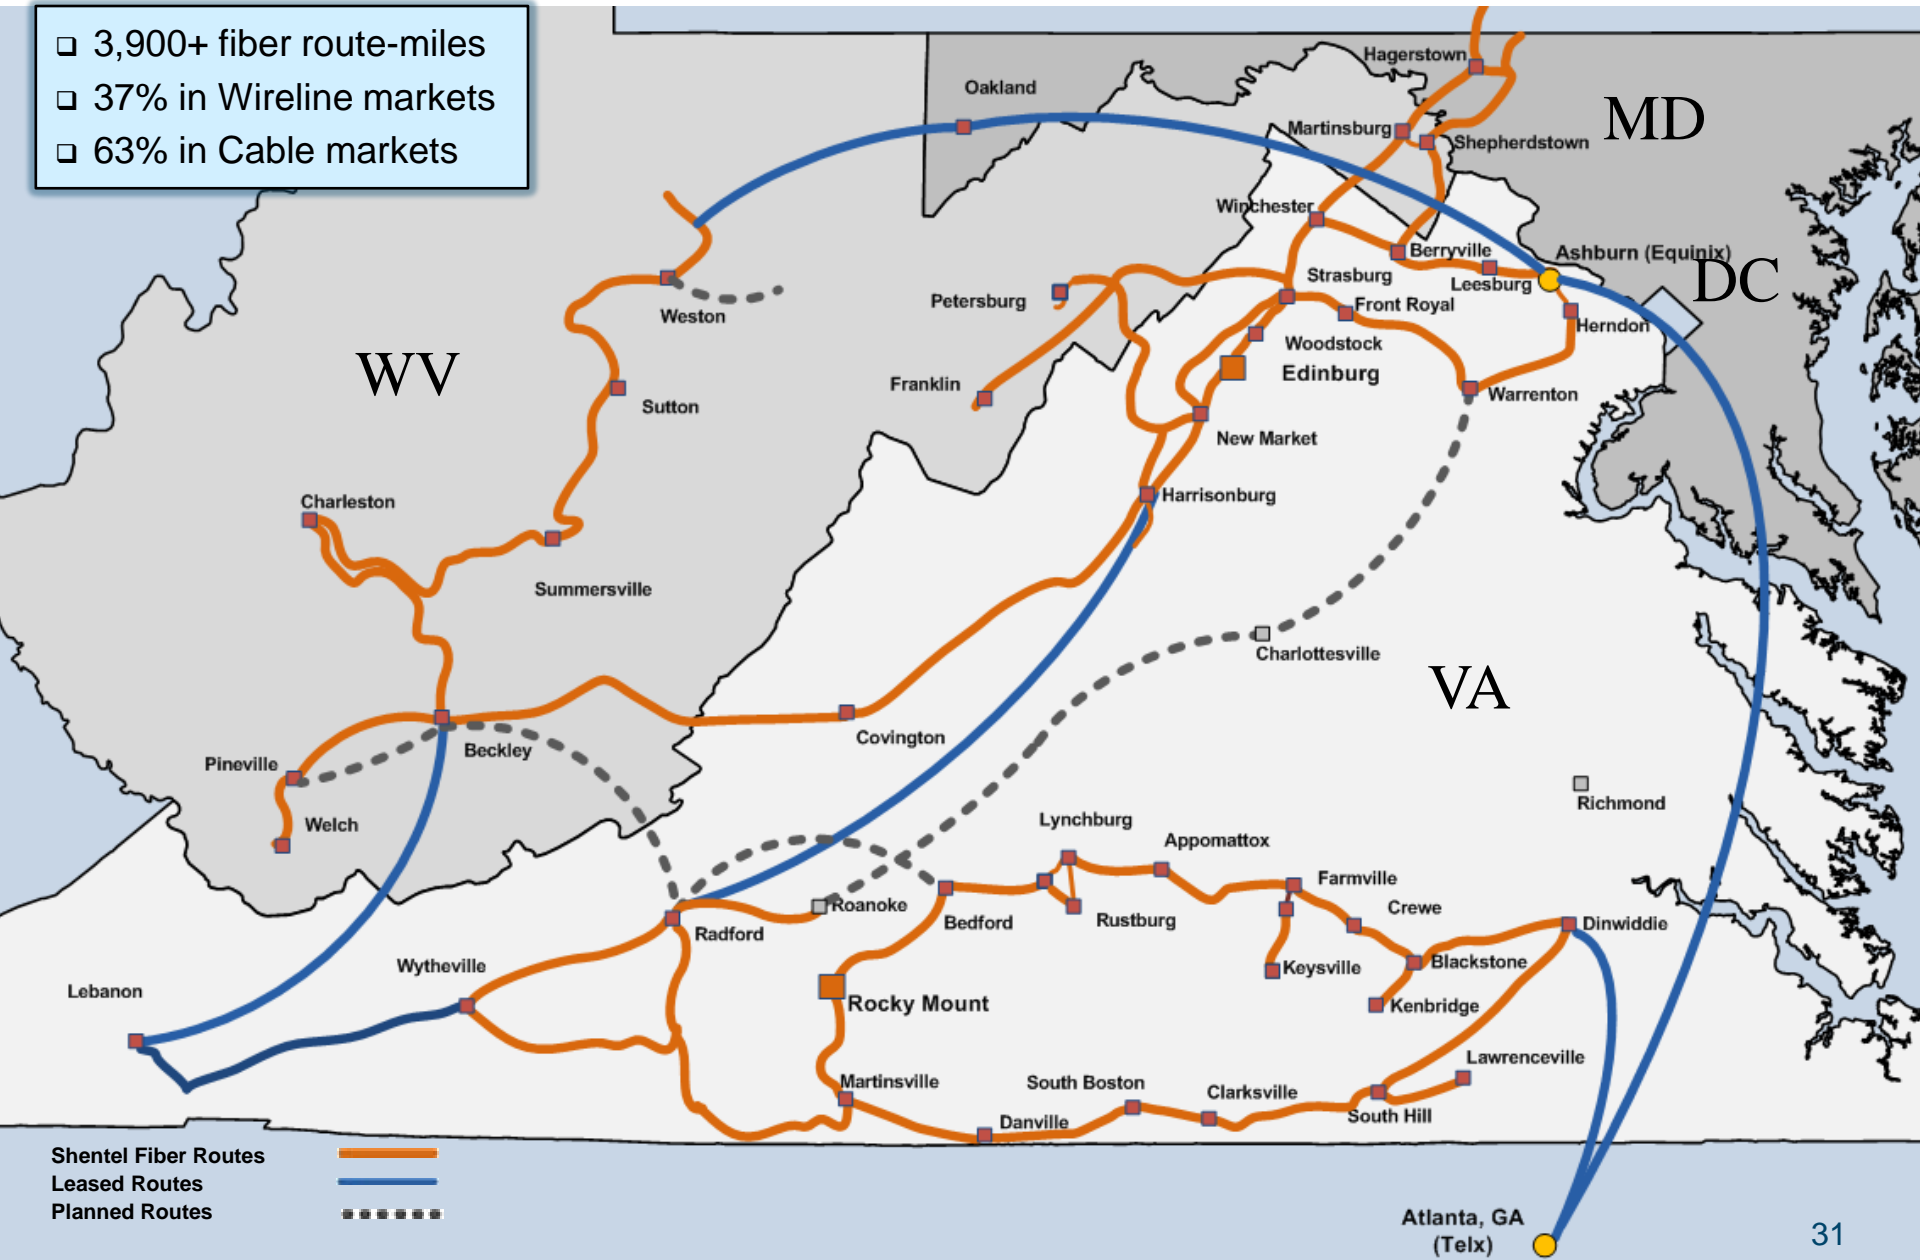 ❑ 3,900+ fiber route-miles
❑ 37% in Wireline markets
❑ 63% in Cable markets
Hagerstown
Oakland
MD
Martinsburg
Shepherdstown
Winchester
Berryville
Ashburn (Equinix)
DC
Strasburg
Leesburg
Petersburg
Front Royal
Weston
Herndon
Woodstock
WV
Edinburg
Franklin
Warrenton
Sutton
New Market
Charleston
Harrisonburg
Summersville
Charlottesville
VA
Covington
Beckley
Pineville
Richmond
Lynchburg
Welch
Appomattox
Farmville
Roanoke
Crewe
Bedford
Rustburg
Dinwiddie
Radford
Blackstone
Wytheville
Keysville
Lebanon
Rocky Mount
Kenbridge
Lawrenceville
Martinsville
South Boston
Clarksville
South Hill
Danville
Shentel Fiber Routes
Leased Routes
Planned Routes
Atlanta, GA
(Telx)
31